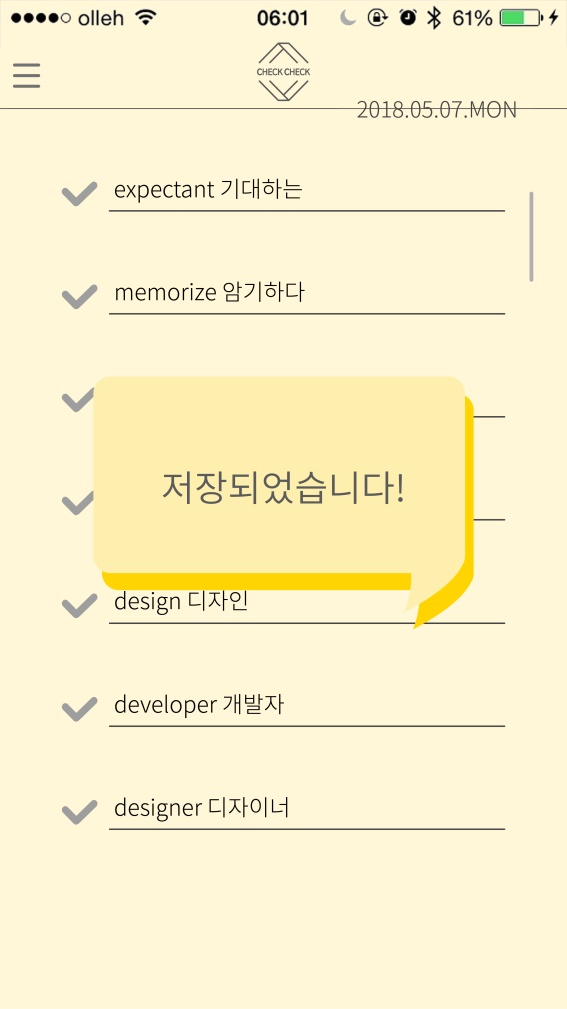 olleh 06:01 61%
CHECK CHECK
2018.05.07.MON
expectant 기대하는
memorize 암기하다
저장되었습니다!
design 디자인
developer 개발자
designer 디자이너